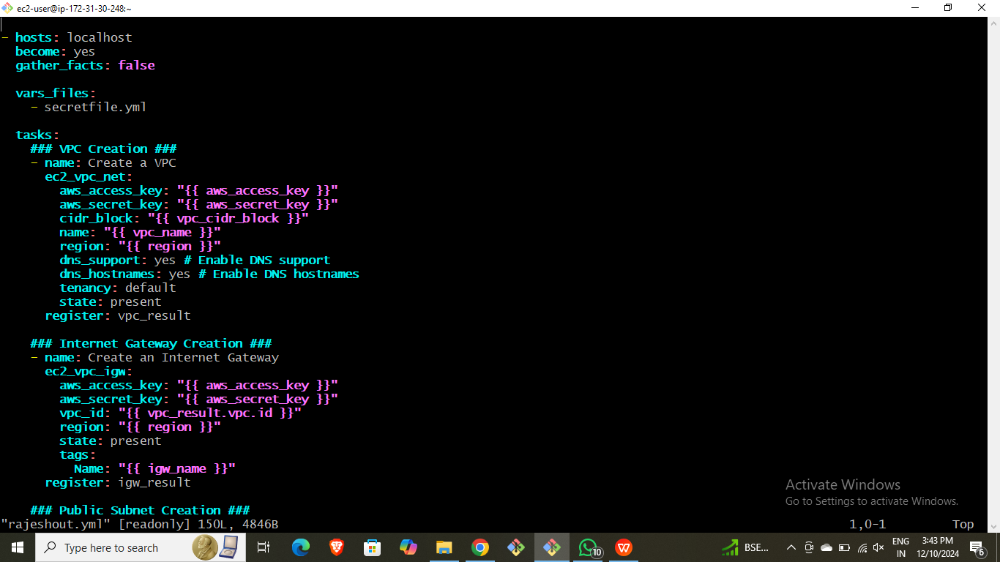 ec2-user@ip-172-31-30-248:~
- hosts: localhost
  become: yes
  gather_facts: false

  vars_files:
    - secretfile.yml

  tasks:
    ### VPC Creation ###
    - name: Create a VPC
      ec2_vpc_net:
        aws_access_key: "{{ aws_access_key }}"
        aws_secret_key: "{{ aws_secret_key }}"
        cidr_block: "{{ vpc_cidr_block }}"
        name: "{{ vpc_name }}"
        region: "{{ region }}"
        dns_support: yes # Enable DNS support
        dns_hostnames: yes # Enable DNS hostnames
        tenancy: default
        state: present
      register: vpc_result

    ### Internet Gateway Creation ###
    - name: Create an Internet Gateway
      ec2_vpc_igw:
        aws_access_key: "{{ aws_access_key }}"
        aws_secret_key: "{{ aws_secret_key }}"
        vpc_id: "{{ vpc_result.vpc.id }}"
        region: "{{ region }}"
        state: present
        tags:
          Name: "{{ igw_name }}"
      register: igw_result

    ### Public Subnet Creation ###
"rajeshout.yml" [readonly] 150L, 4846B 1,0-1 Top
Activate Windows
Go to Settings to activate Windows.
Type here to search
10
BSE...
ENG
IN
3:43 PM
12/10/2024
6